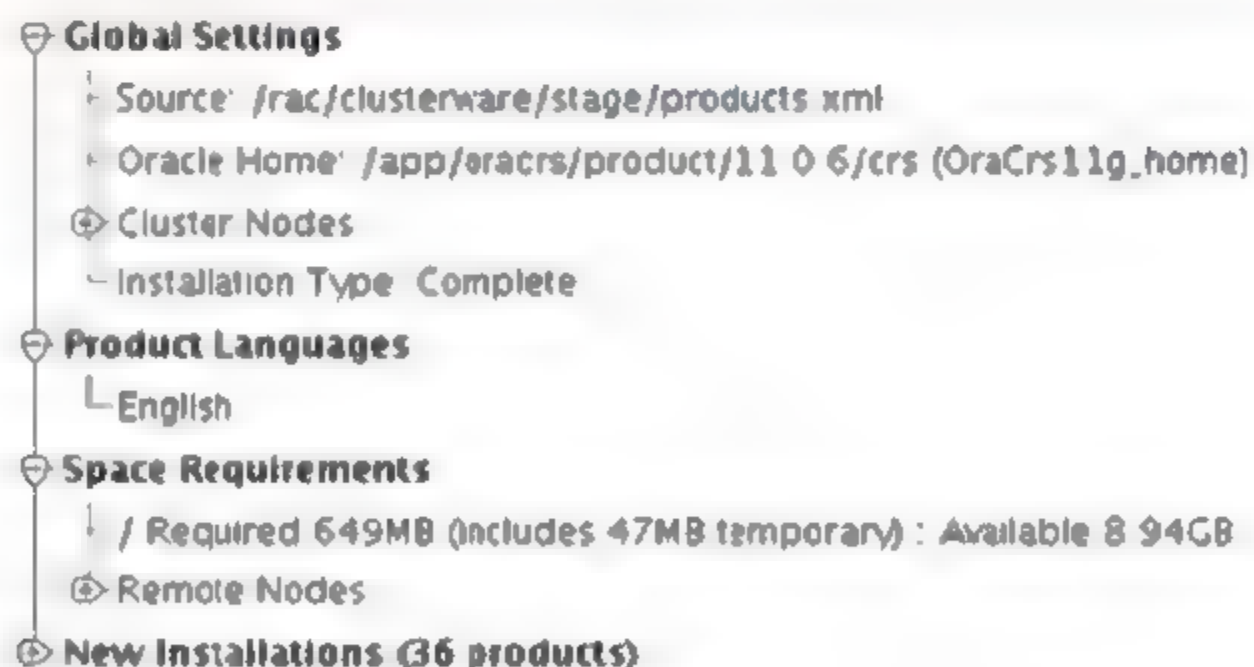 Global Settings
Source: /rac/clusterware/stage/products.xml
Oracle Home: /app/oracrs/product/11.0.6/crs (OraCrs11g_home)
Cluster Nodes
Installation Type: Complete
Product Languages
English
Space Requirements
/ Required 649MB (includes 47MB temporary) : Available 8.94GB
Remote Nodes
New Installations (36 products)